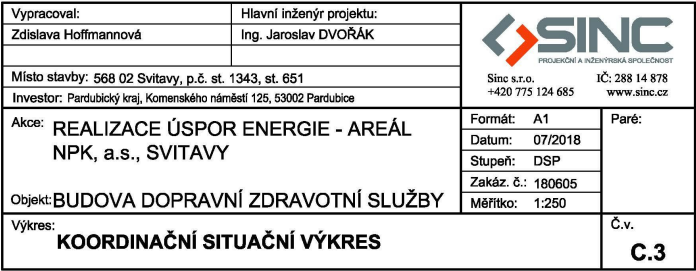 Vypracoval:
Zdislava Hoffmannová
Hlavní inženýr projektu:
Ing. Jaroslav DVOŘÁK
Místo stavby: 568 02 Svitavy, p.č. st. 1343, st. 651
Investor: Pardubický kraj, Komenského náměstí 125, 53002 Pardubice
SINC
PROJEKČNÍ A INŽENÝRSKÁ SPOLEČNOST
Sinc s.r.o. IČ: 288 14 878
+420 775 124 685 www.sinc.cz
Akce: REALIZACE ÚSPOR ENERGIE - AREÁL
NPK, a.s., SVITAVY
Objekt: BUDOVA DOPRAVNÍ ZDRAVOTNÍ SLUŽBY
Formát: A1
Datum: 07/2018
Stupeň: DSP
Zakáz. č.: 180605
Měřítko: 1:250
Paré:
Výkres:
KOORDINAČNÍ SITUAČNÍ VÝKRES
Č.v.
C.3